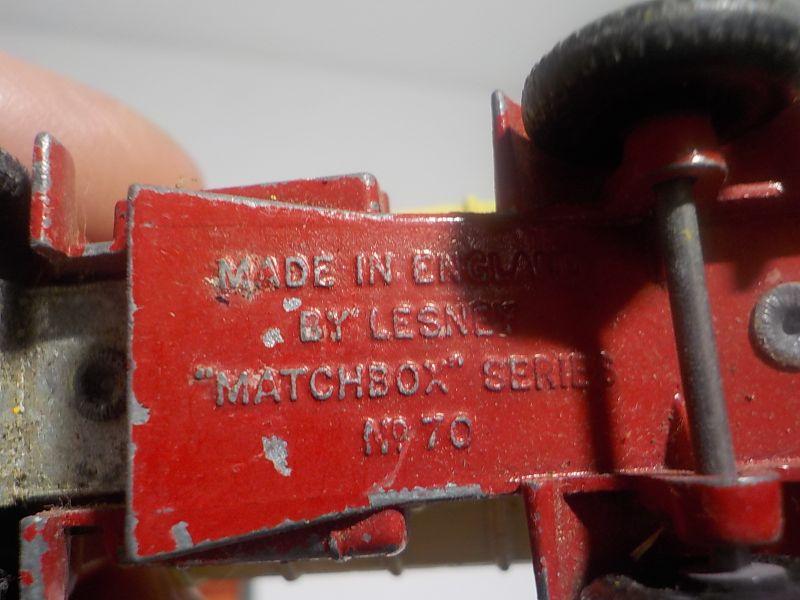 MADE IN ENGLAND
BY LESNEY
"MATCHBOX" SERIES
Nº 70